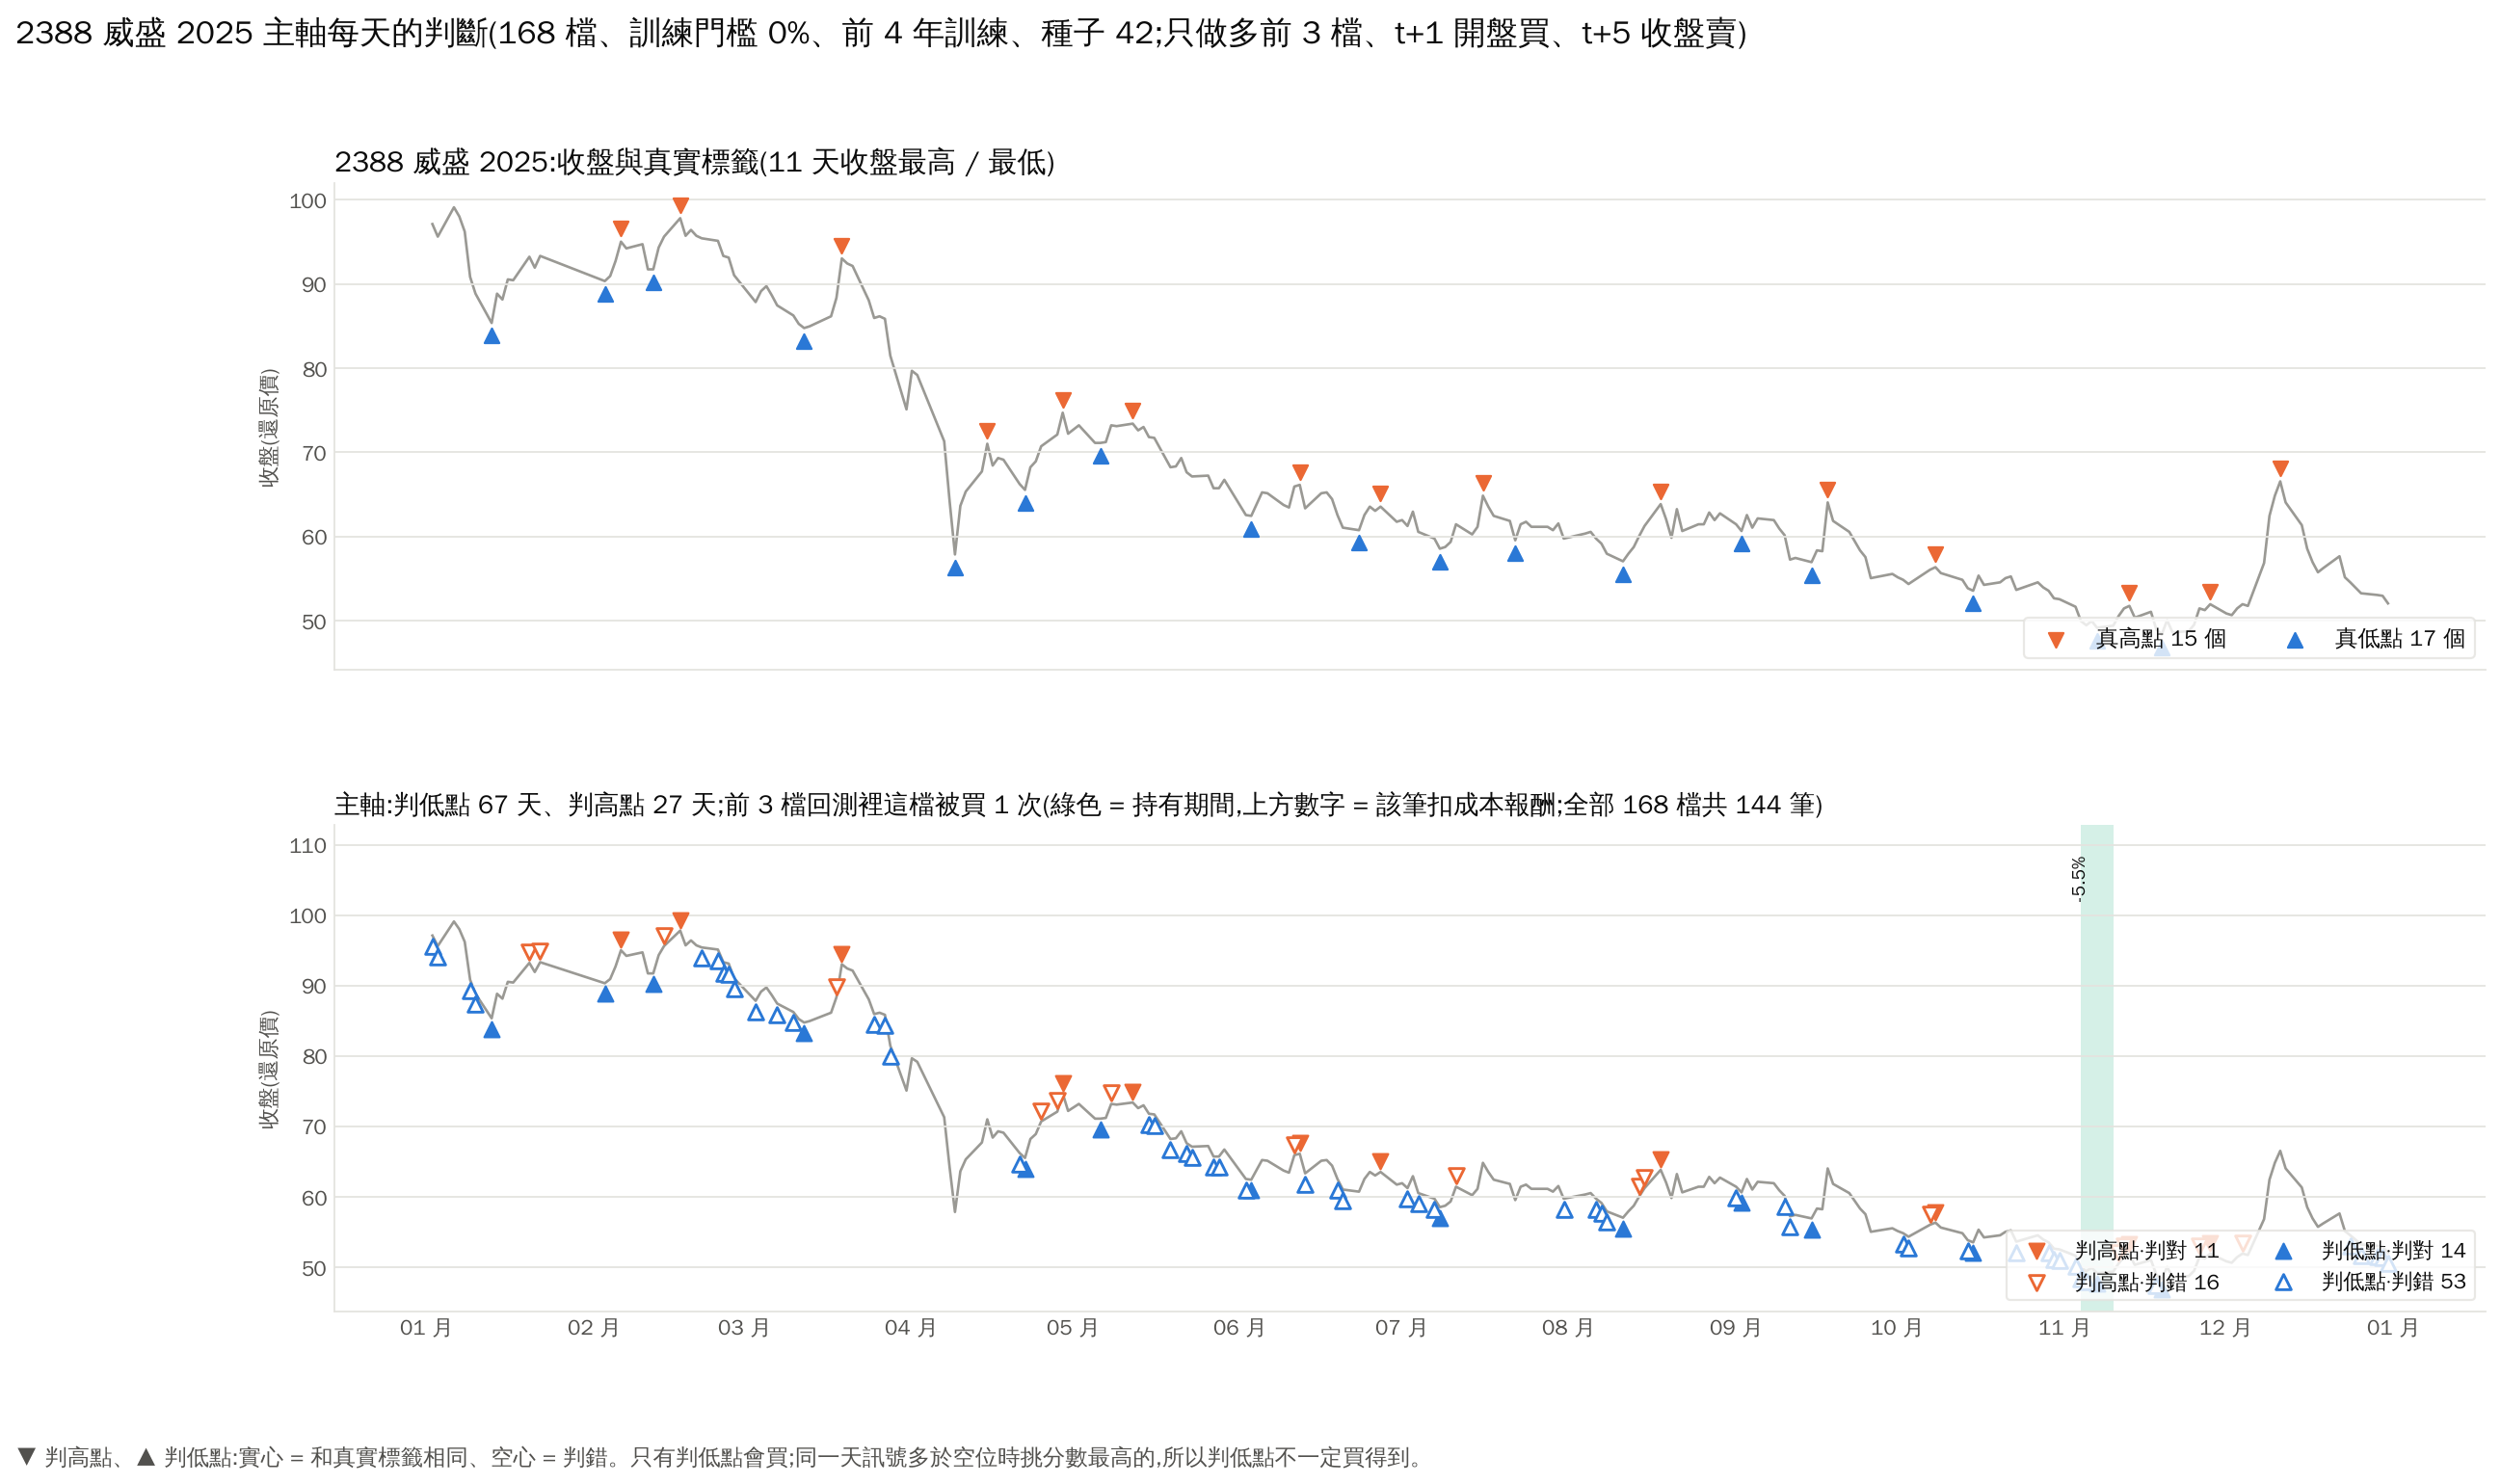 2388 威盛 2025 主軸每天的判斷(168 檔、訓練門檻 0%、前 4 年訓練、種子 42;只做多前 3 檔、t+1 開盤買、t+5 收盤賣)
2388 威盛 2025:收盤與真實標籤(11 天收盤最高 / 最低)
收盤(還原價)
100
90
80
70
60
50
真高點 15 個
真低點 17 個
主軸:判低點 67 天、判高點 27 天;前 3 檔回測裡這檔被買 1 次(綠色 = 持有期間,上方數字 = 該筆扣成本報酬;全部 168 檔共 144 筆)
收盤(還原價)
110
100
90
80
70
60
50
-5.5%
判高點·判對 11
判低點·判對 14
判高點·判錯 16
判低點·判錯 53
01 月
02 月
03 月
04 月
05 月
06 月
07 月
08 月
09 月
10 月
11 月
12 月
01 月
▼ 判高點、▲ 判低點:實心 = 和真實標籤相同、空心 = 判錯。只有判低點會買;同一天訊號多於空位時挑分數最高的,所以判低點不一定買得到。